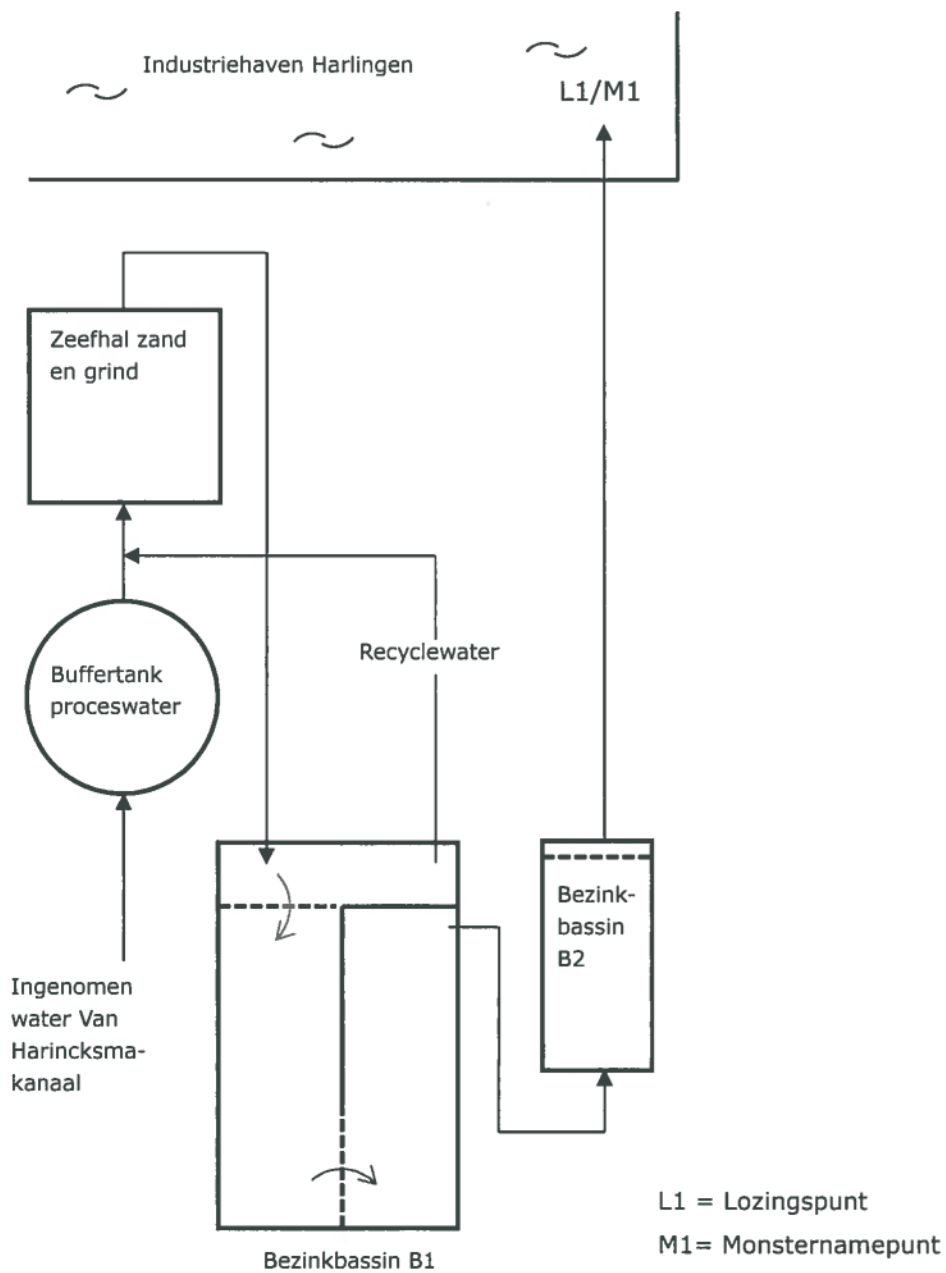 Industriehaven Harlingen
L1/M1
Zeefhal zand
en grind
Recyclewater
Buffertank
proceswater
Bezink-
bassin
B2
Ingenomen
water Van
Harincksma-
kanaal
L1 = Lozingspunt
M1= Monsternamepunt
Bezinkbassin B1